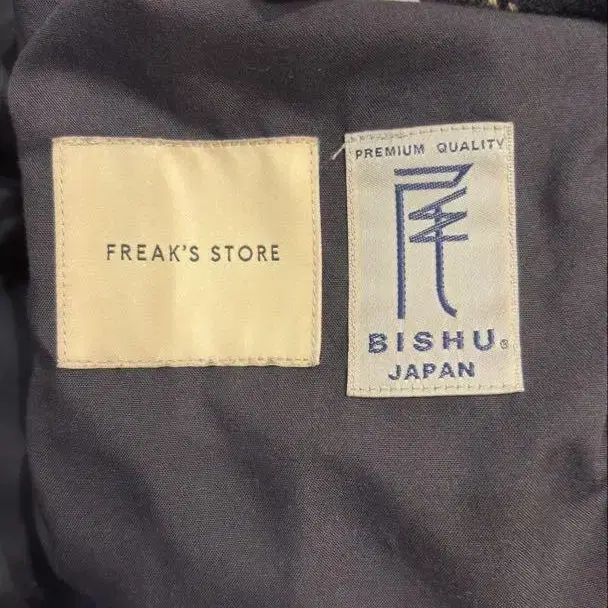 FREAK'S STORE
PREMIUM QUALITY
尾
BISHU®
JAPAN